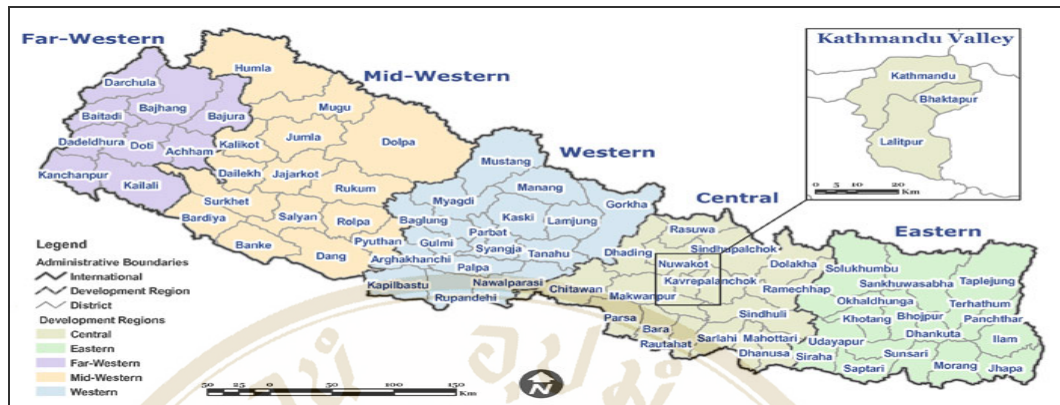 Far-Western
Darchula
Baitadi
Bajhang
Bajura
Dadeldhura
Doti
Achham
Kanchanpur
Kailali
Mid-Western
Humla
Mugu
Jumla
Dolpa
Kalikot
Dailekh
Jajarkot
Rukum
Surkhet
Bardiya
Salyan
Rolpa
Banke
Pyuthan
Dang
Western
Mustang
Manang
Gorkha
Myagdi
Baglung
Kaski
Lamjung
Parbat
Gulmi
Syangja
Tanahu
Arghakhanchi
Palpa
Kapilbastu
Nawalparasi
Rupandehi
Central
Rasuwa
Dhading
Sindhupalchok
Nuwakot
Dolakha
Kavrepalanchok
Chitawan
Makwanpur
Ramechhap
Parsa
Bara
Sindhuli
Rautahat
Sarlahi
Mahottari
Dhanusa
Eastern
Solukhumbu
Sankhuwasabha
Taplejung
Okhaldhunga
Terhathum
Khotang
Bhojpur
Panchthar
Udayapur
Dhankuta
Ilam
Siraha
Sunsari
Saptari
Morang
Jhapa
Kathmandu Valley
Kathmandu
Bhaktapur
Lalitpur
0 5 10 20
Km
Legend
Administrative Boundaries
International
Development Region
District
Development Regions
Central
Eastern
Far-Western
Mid-Western
Western
50 25 0 50 100 150
Km
N